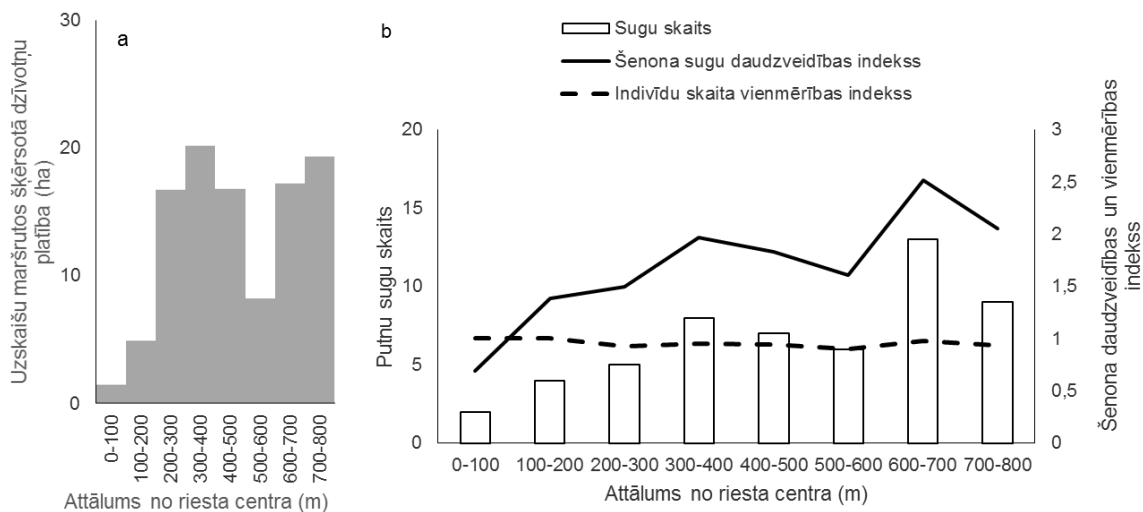 a
Uzskaišu maršrutos šķērsotā dzīvotņu
platība (ha)
30
20
10
0
0-100
100-200
200-300
300-400
400-500
500-600
600-700
700-800
Attālums no riesta centra (m)
b
Sugu skaits
Šenona sugu daudzveidības indekss
Indivīdu skaita vienmērības indekss
Putnu sugu skaits
20
15
10
5
0
3
2,5
2
1,5
1
0,5
0
Šenona daudzveidības un vienmērības
indekss
0-100
100-200
200-300
300-400
400-500
500-600
600-700
700-800
Attālums no riesta centra (m)